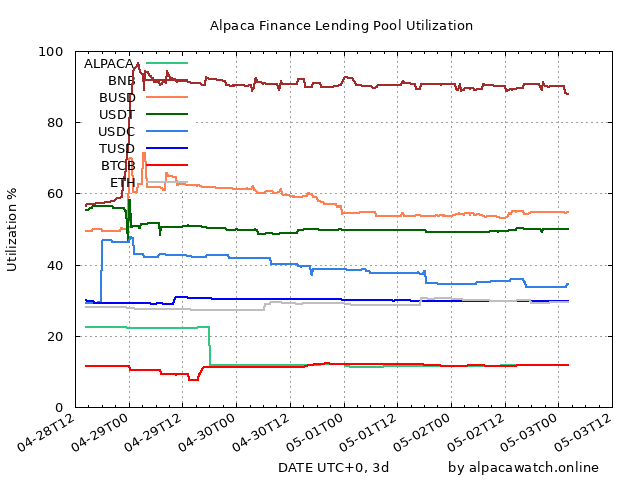 Alpaca Finance Lending Pool Utilization
100
80
60
40
20
0
Utilization %
ALPACA
BNB
BUSD
USDT
USDC
TUSD
BTCB
ETH
04-28T12
04-29T00
04-29T12
04-30T00
04-30T12
05-01T00
05-01T12
05-02T00
05-02T12
05-03T00
05-03T12
DATE UTC+0, 3d
by alpacawatch.online